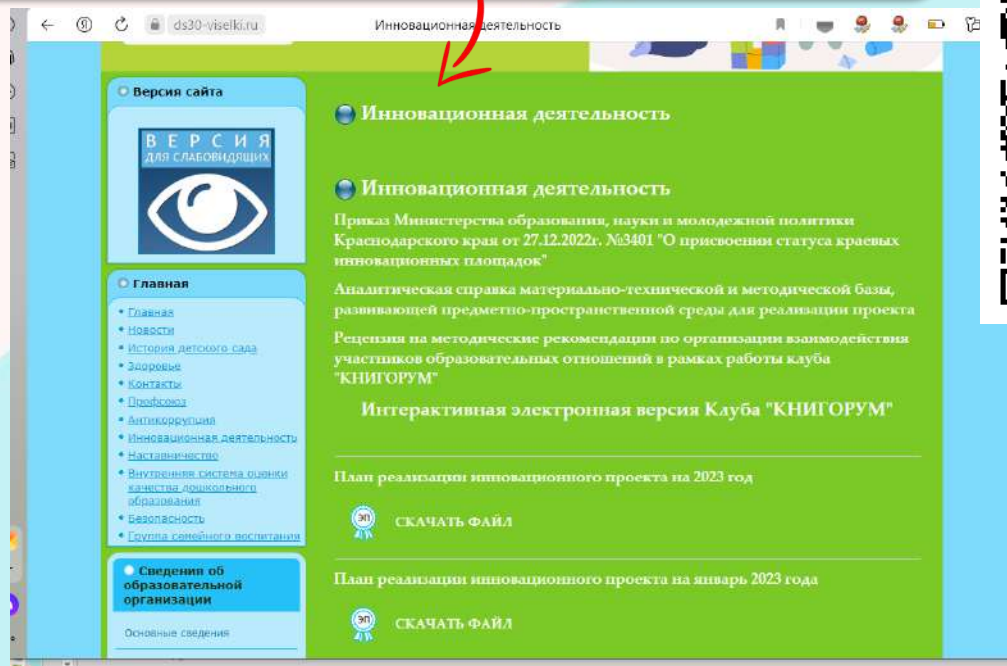 ds30-viselki.ru
Инновационная деятельность
Версия сайта
ВЕРСИЯ
ДЛЯ СЛАБОВИДЯЩИХ
Главная
Главная
Новости
История детского сада
Здоровье
Контакты
Профсоюз
Антикоррупция
Инновационная деятельность
Наставничество
Внутренняя система оценки
качества дошкольного
образования
Безопасность
Группа семейного воспитания
Сведения об
образовательной
организации
Основные сведения
Инновационная деятельность
Инновационная деятельность
Приказ Министерства образования, науки и молодежной политики
Краснодарского края от 27.12.2022г. №3401 "О присвоении статуса краевых
инновационных площадок"
Аналитическая справка материально-технической и методической базы,
развивающей предметно-пространственной среды для реализации проекта
Рецензия на методические рекомендации по организации взаимодействия
участников образовательных отношений в рамках работы клуба
"КНИГОРУМ"
Интерактивная электронная версия Клуба "КНИГОРУМ"
План реализации инновационного проекта на 2023 год
ЭП
СКАЧАТЬ ФАЙЛ
План реализации инновационного проекта на январь 2023 года
ЭП
СКАЧАТЬ ФАЙЛ